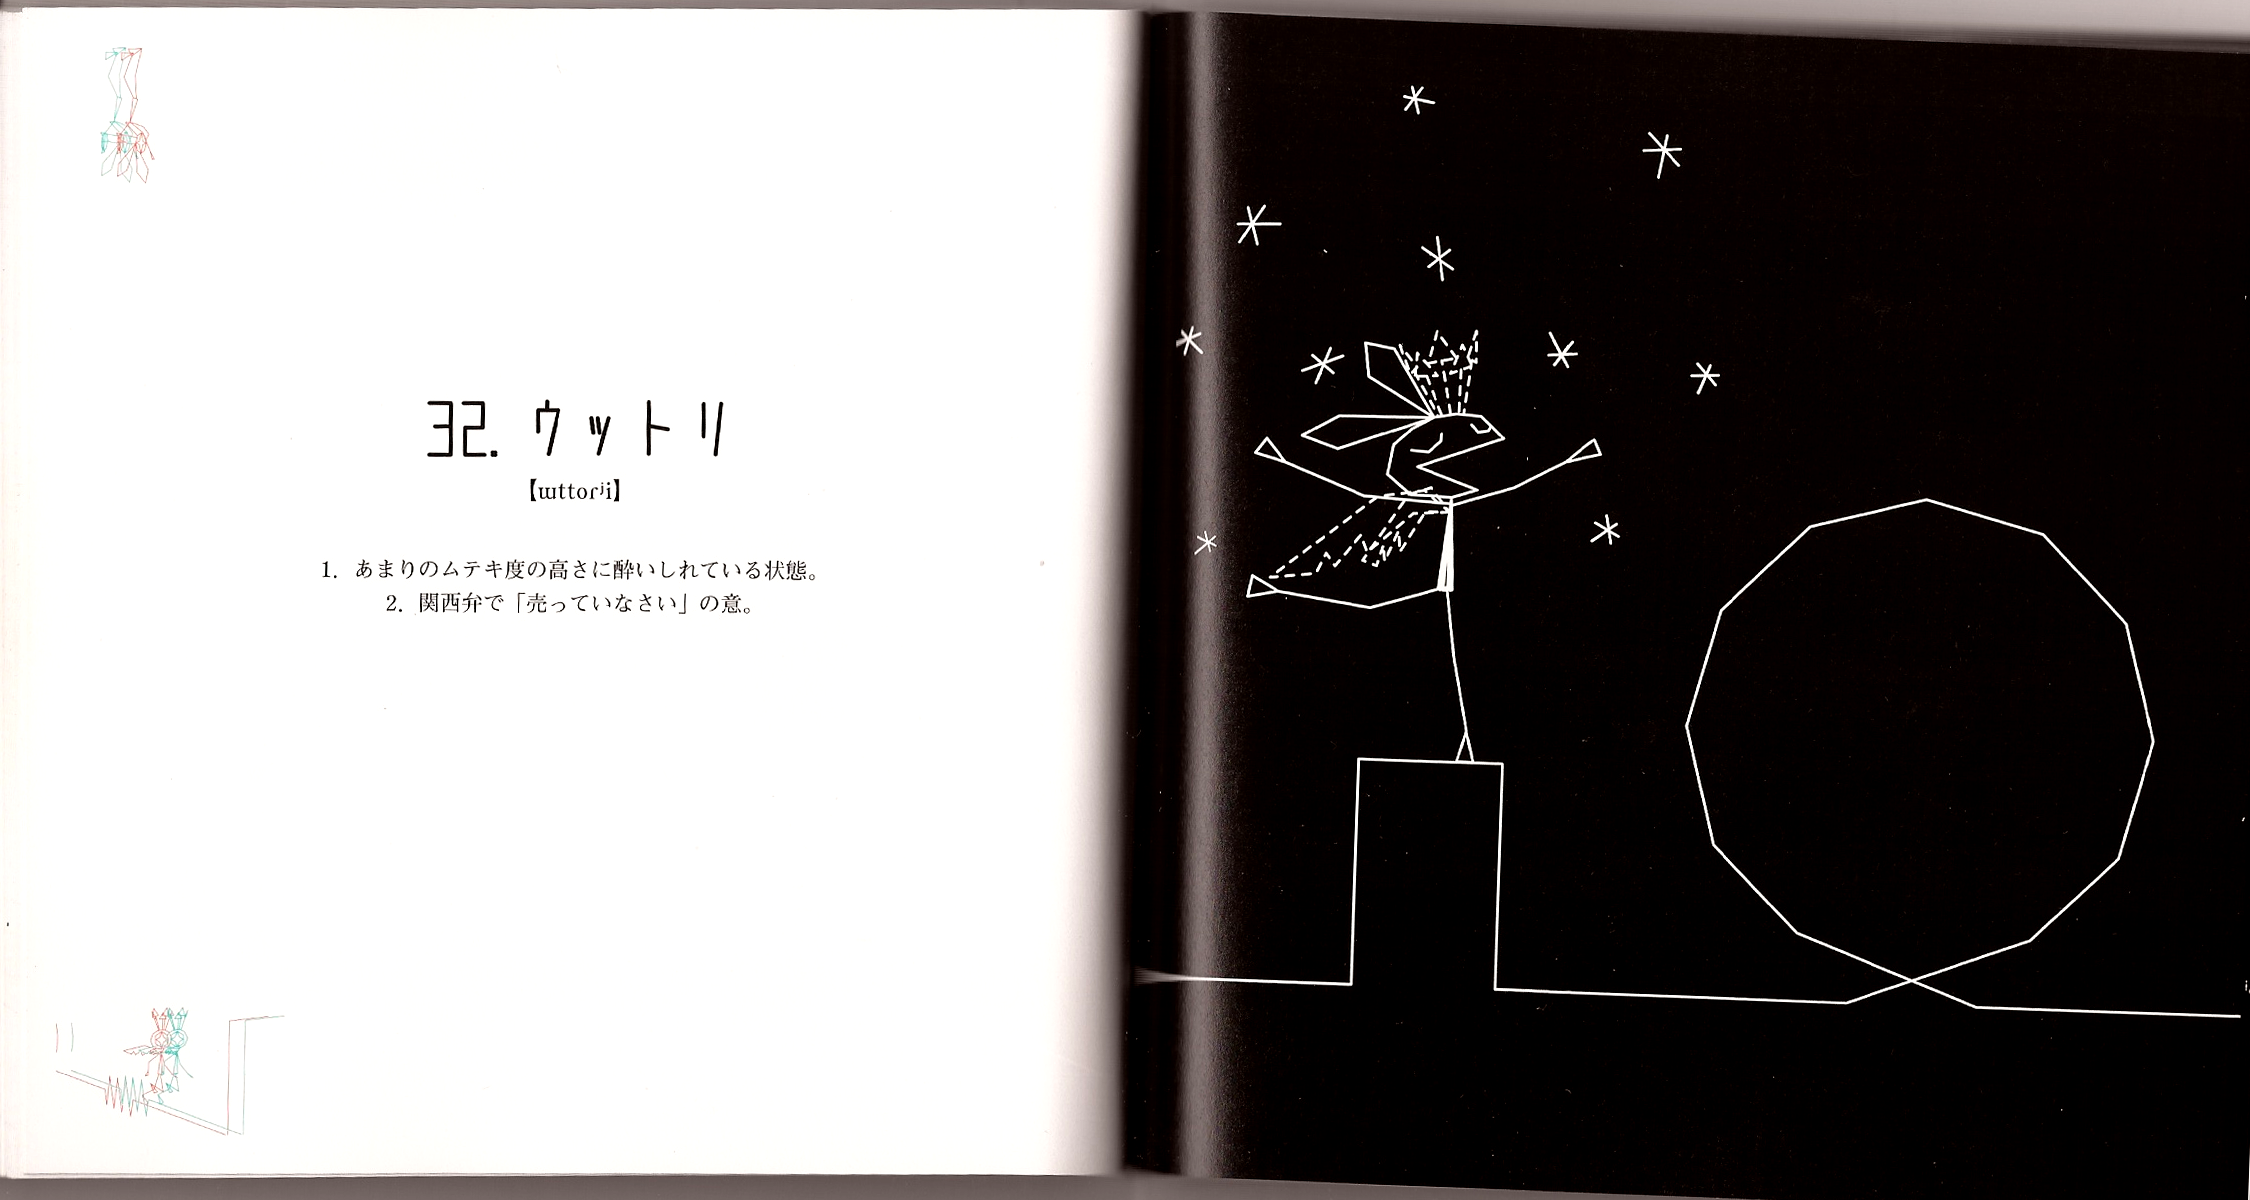 32. ウットリ
【ɯttorʲi】
1. あまりのムテキ度の高さに酔いしれている状態。
2. 関西弁で「売っていなさい」の意。